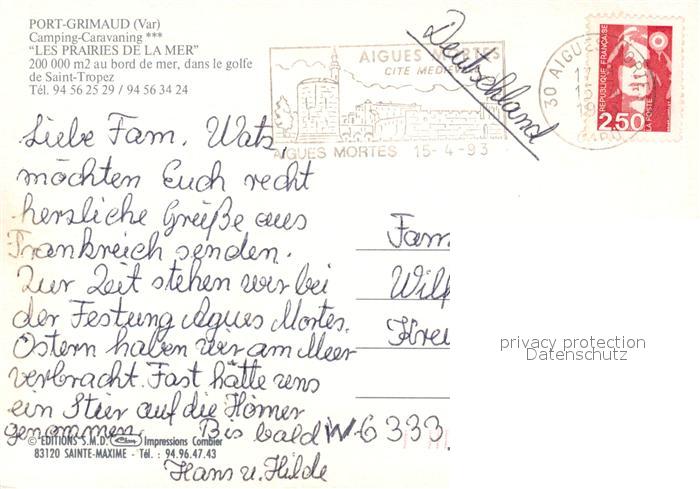 PORT-GRIMAUD (Var)
Camping-Caravaning ***
"LES PRAIRIES DE LA MER"
200 000 m2 au bord de mer, dans le golfe
de Saint-Tropez
Tél. 94 56 25 29 / 94 56 34 24
AIGUES MORTES
CITE MEDIEVALE
AIGUES MORTES 15-4-93
Deutschland
30 AIGUES
REPUBLIQUE FRANÇAISE
2,50
LA POSTE
Liebe Fam. Watz,
möchten Euch recht
herzliche Grüße aus
Frankreich senden.
Zur Zeit stehen wir bei
der Festung Agues Mortes.
Ostern haben wir am Meer
verbracht. Fast hätte uns
ein Stier auf die Hörner
genommen. Bis bald
Hans u. Hilde
Fam
Wilf
Kreu
W-6333
privacy protection
Datenschutz
© EDITIONS S.M.D. Impressions Combier
83120 SAINTE-MAXIME - Tél. : 94.96.47.43